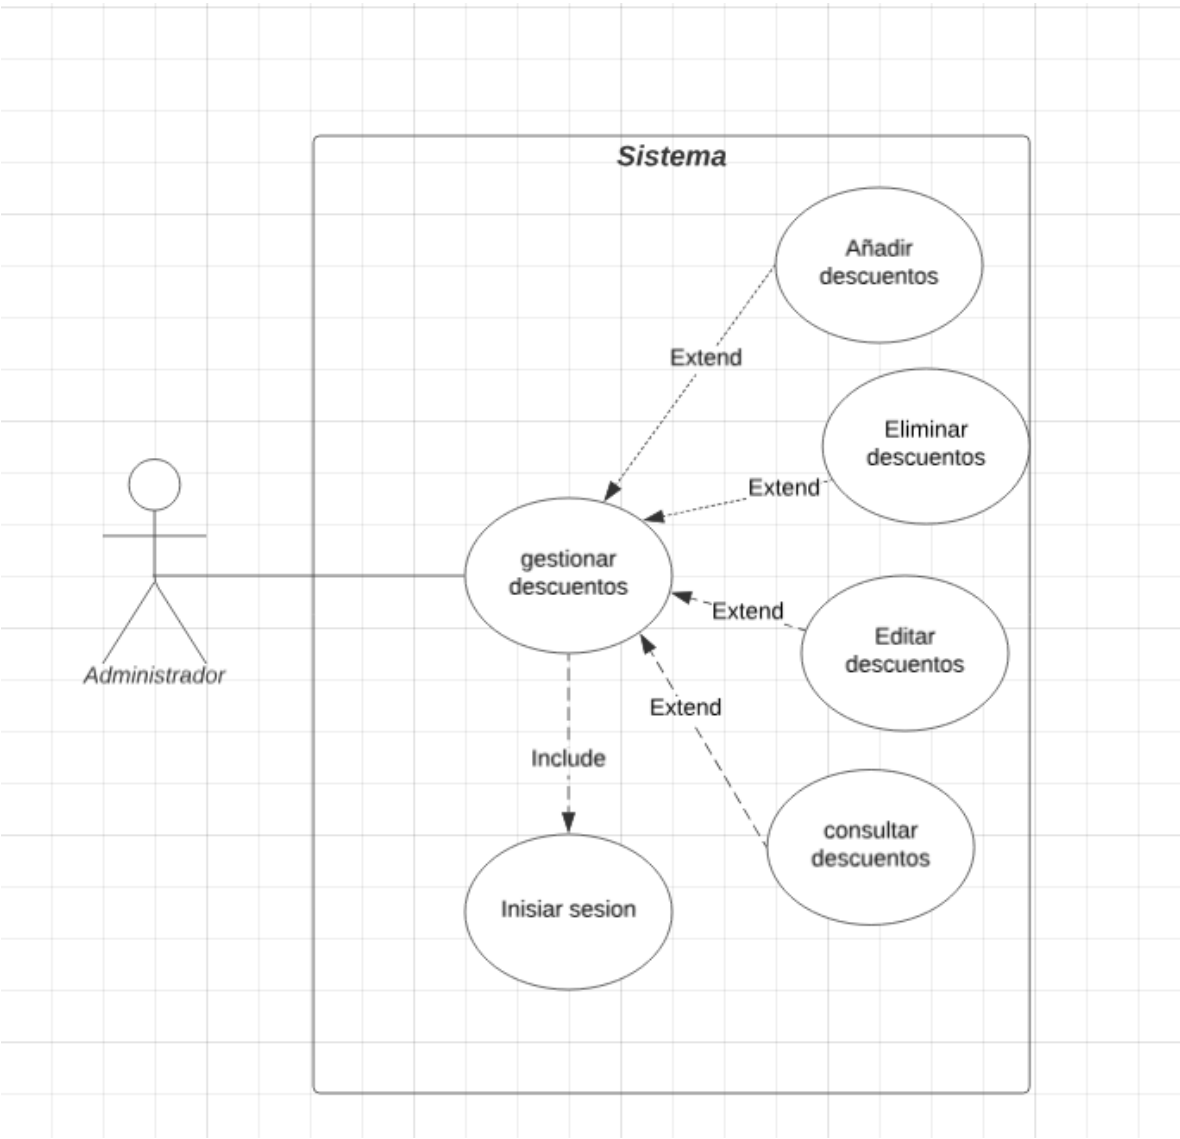 Sistema
Añadir
descuentos
Extend
Eliminar
descuentos
Extend
gestionar
descuentos
Extend
Editar
descuentos
Administrador
Extend
Include
consultar
descuentos
Inisiar sesion